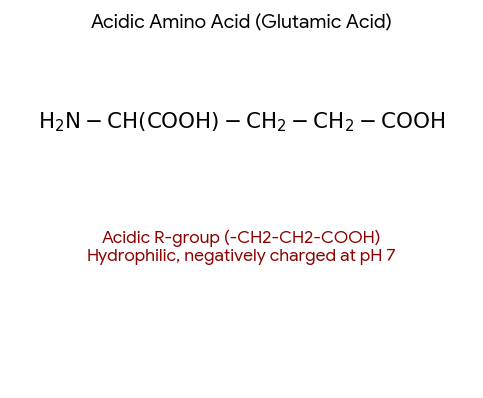 Acidic Amino Acid (Glutamic Acid)
H₂N – CH(COOH) – CH₂ – CH₂ – COOH
Acidic R-group (-CH2-CH2-COOH)
Hydrophilic, negatively charged at pH 7